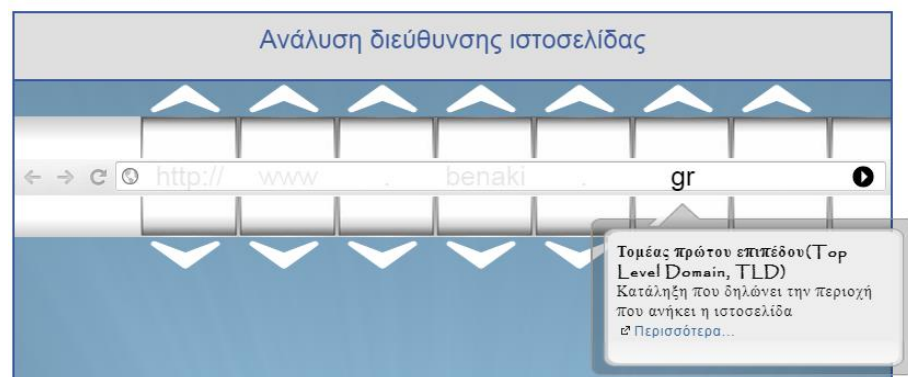 Ανάλυση διεύθυνσης ιστοσελίδας
http:// www . benaki . gr
Τομέας πρώτου επιπέδου(Top
Level Domain, TLD)
Κατάληξη που δηλώνει την περιοχή
που ανήκει η ιστοσελίδα
Περισσότερα...